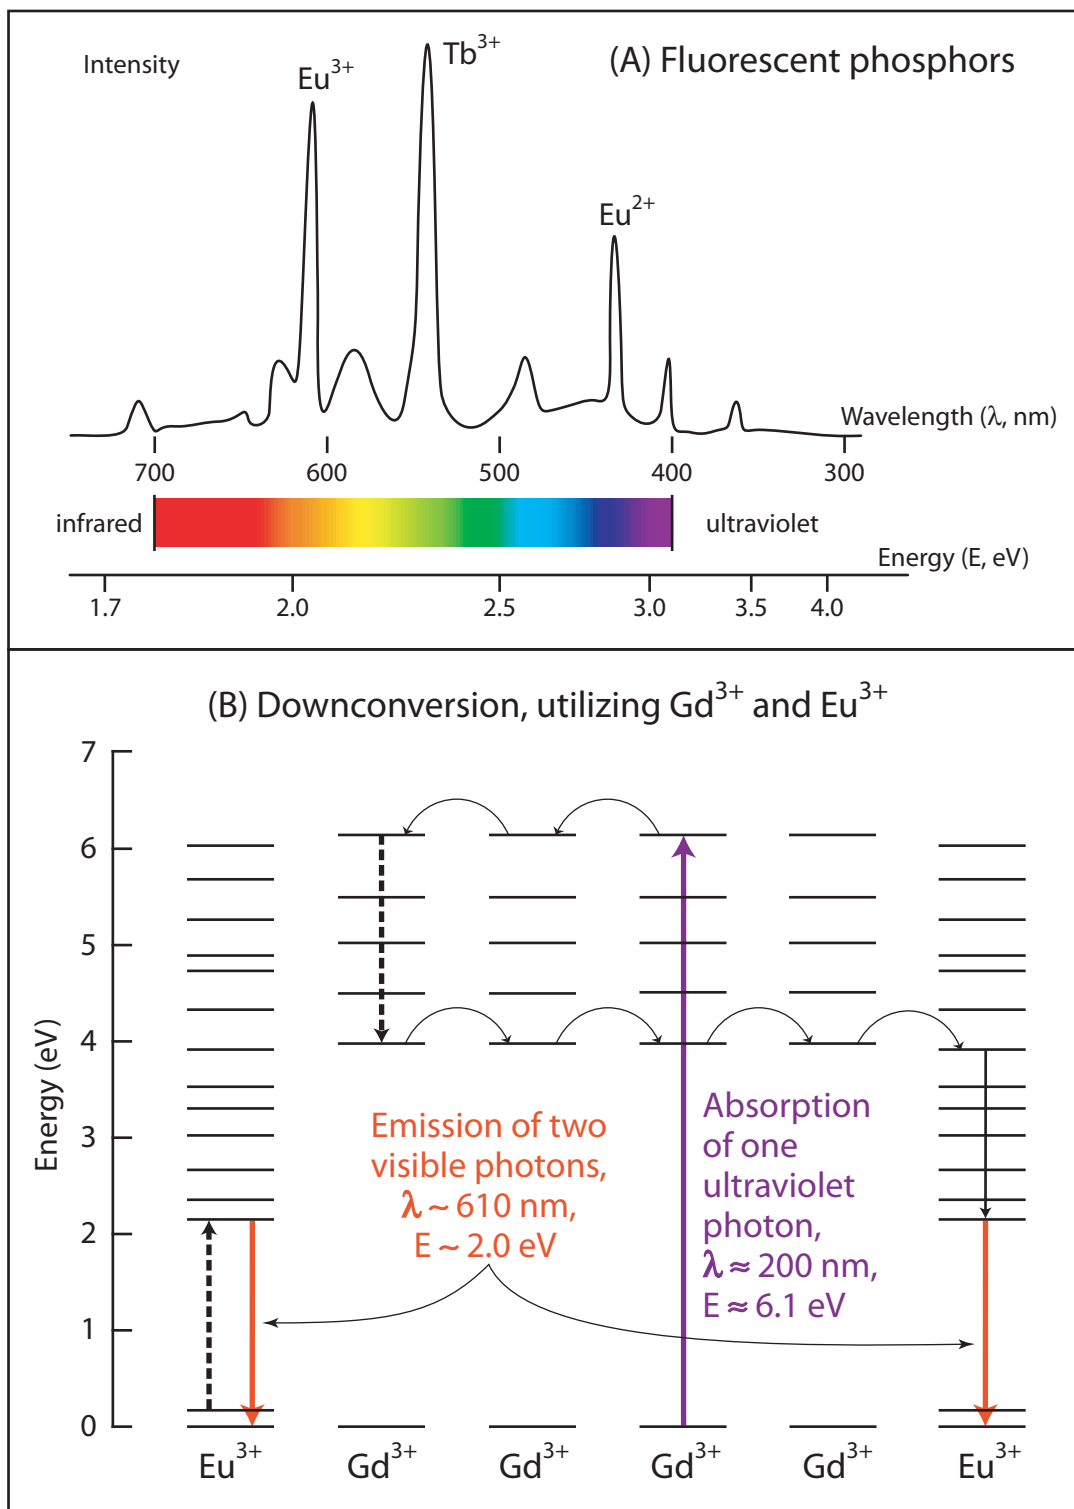 (A) Fluorescent phosphors
Intensity
Eu³⁺
Tb³⁺
Eu²⁺
Wavelength (λ, nm)
700 600 500 400 300
infrared
ultraviolet
Energy (E, eV)
1.7 2.0 2.5 3.0 3.5 4.0
(B) Downconversion, utilizing Gd³⁺ and Eu³⁺
Energy (eV)
7
6
5
4
3
2
1
0
Emission of two
visible photons,
λ ~ 610 nm,
E ~ 2.0 eV
Absorption
of one
ultraviolet
photon,
λ ≈ 200 nm,
E ≈ 6.1 eV
Eu³⁺ Gd³⁺ Gd³⁺ Gd³⁺ Gd³⁺ Eu³⁺